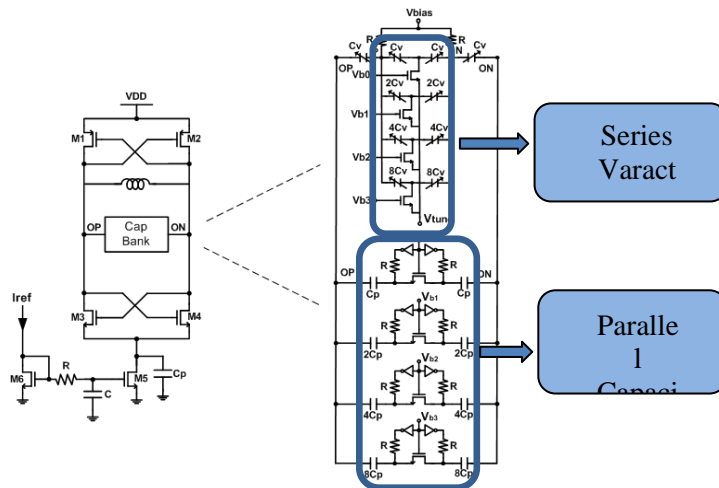 VDD
M1
M2
OP
Cap
Bank
ON
M3
M4
Iref
R
M6
C
M5
Cp
Vbias
R
R
N
Cv
Cv
Cv
Cv
OP
ON
Vb0
2Cv
2Cv
Vb1
4Cv
4Cv
Vb2
8Cv
8Cv
Vb3
Vtune
R
R
OP
ON
Cp
Cp
Vb1
R
R
2Cp
2Cp
Vb2
R
R
4Cp
4Cp
Vb3
R
R
8Cp
8Cp
Series
Varact
Paralle
l
Capaci